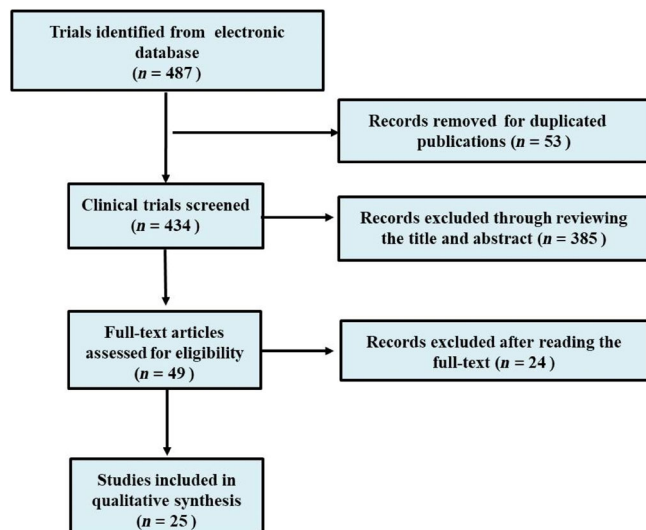 Trials identified from electronic
database
(n = 487)
Records removed for duplicated
publications (n = 53)
Clinical trials screened
(n = 434)
Records excluded through reviewing
the title and abstract (n = 385)
Full-text articles
assessed for eligibility
(n = 49)
Records excluded after reading the
full-text (n = 24)
Studies included in
qualitative synthesis
(n = 25)